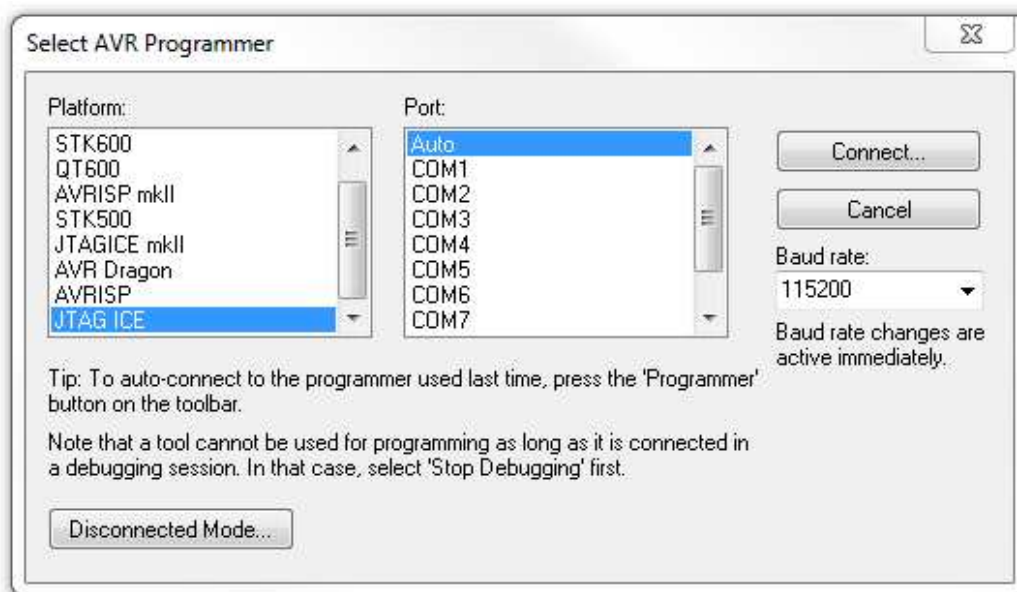 Select AVR Programmer
Platform:
STK600
QT600
AVRISP mkII
STK500
JTAGICE mkII
AVR Dragon
AVRISP
JTAG ICE
Port:
Auto
COM1
COM2
COM3
COM4
COM5
COM6
COM7
Connect...
Cancel
Baud rate:
115200
Baud rate changes are
active immediately.
Tip: To auto-connect to the programmer used last time, press the 'Programmer'
button on the toolbar.
Note that a tool cannot be used for programming as long as it is connected in
a debugging session. In that case, select 'Stop Debugging' first.
Disconnected Mode...